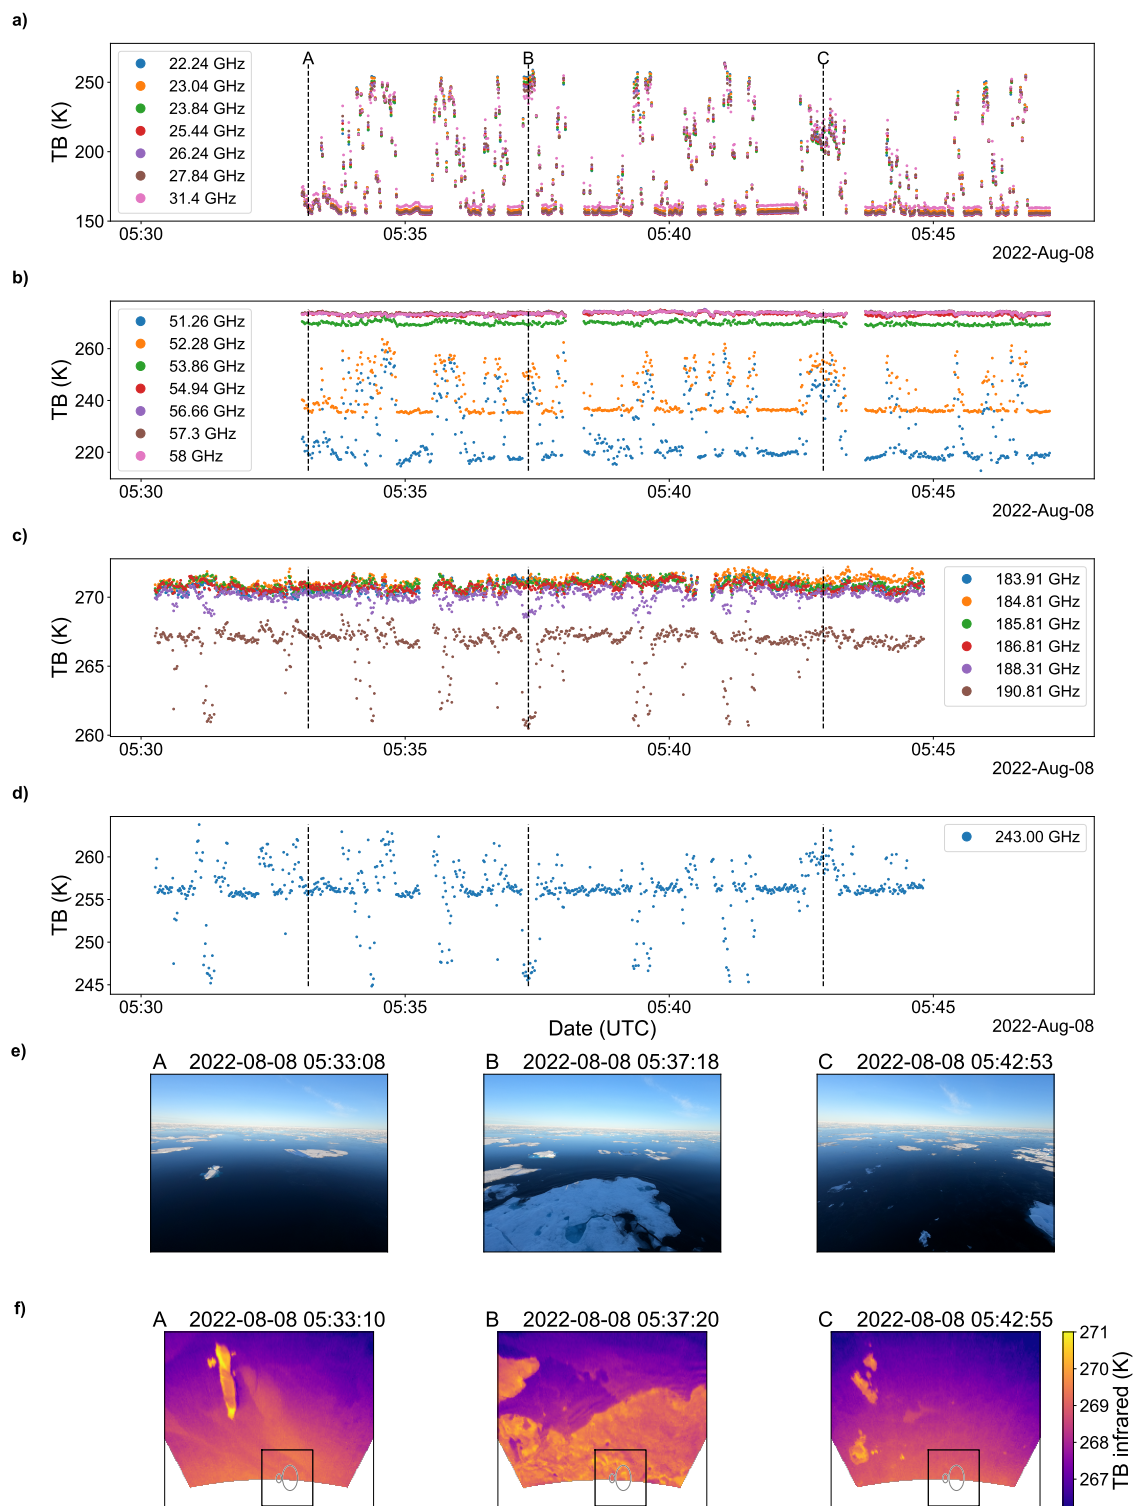 a)
TB (K)
250
200
150
22.24 GHz
23.04 GHz
23.84 GHz
25.44 GHz
26.24 GHz
27.84 GHz
31.4 GHz
A
B
C
05:30
05:35
05:40
05:45
2022-Aug-08
b)
TB (K)
260
240
220
51.26 GHz
52.28 GHz
53.86 GHz
54.94 GHz
56.66 GHz
57.3 GHz
58 GHz
05:30
05:35
05:40
05:45
2022-Aug-08
c)
TB (K)
270
265
260
183.91 GHz
184.81 GHz
185.81 GHz
186.81 GHz
188.31 GHz
190.81 GHz
05:30
05:35
05:40
05:45
2022-Aug-08
d)
TB (K)
260
255
250
245
243.00 GHz
05:30
05:35
05:40
05:45
Date (UTC)
2022-Aug-08
e)
A 2022-08-08 05:33:08
B 2022-08-08 05:37:18
C 2022-08-08 05:42:53
f)
A 2022-08-08 05:33:10
B 2022-08-08 05:37:20
C 2022-08-08 05:42:55
271
270
269
268
267
TB infrared (K)